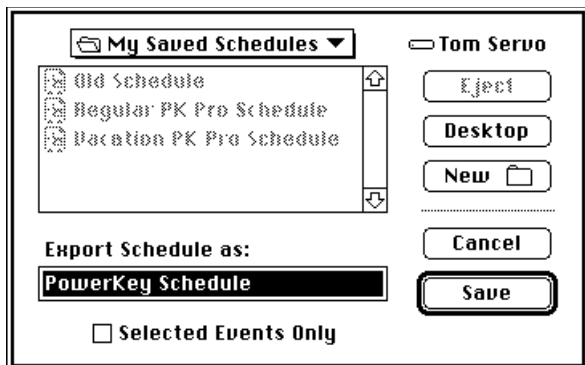 My Saved Schedules
Tom Servo
Old Schedule
Regular PK Pro Schedule
Vacation PK Pro Schedule
Eject
Desktop
New
Export Schedule as:
PowerKey Schedule
Cancel
Save
Selected Events Only